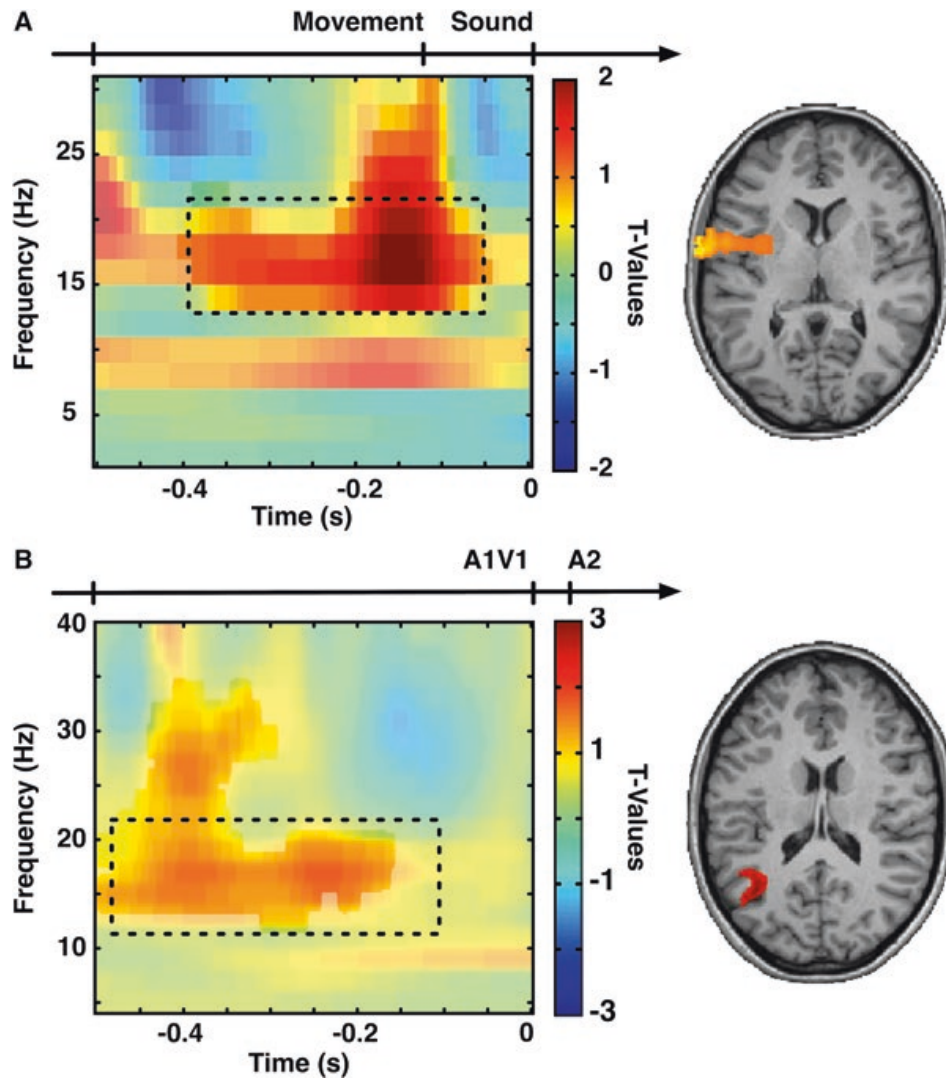 A
Movement Sound
Frequency (Hz)
25
15
5
-0.4 -0.2 0
Time (s)
2
1
0
-1
-2
T-Values
B
A1V1 A2
Frequency (Hz)
40
30
20
10
-0.4 -0.2 0
Time (s)
3
1
-1
-3
T-Values